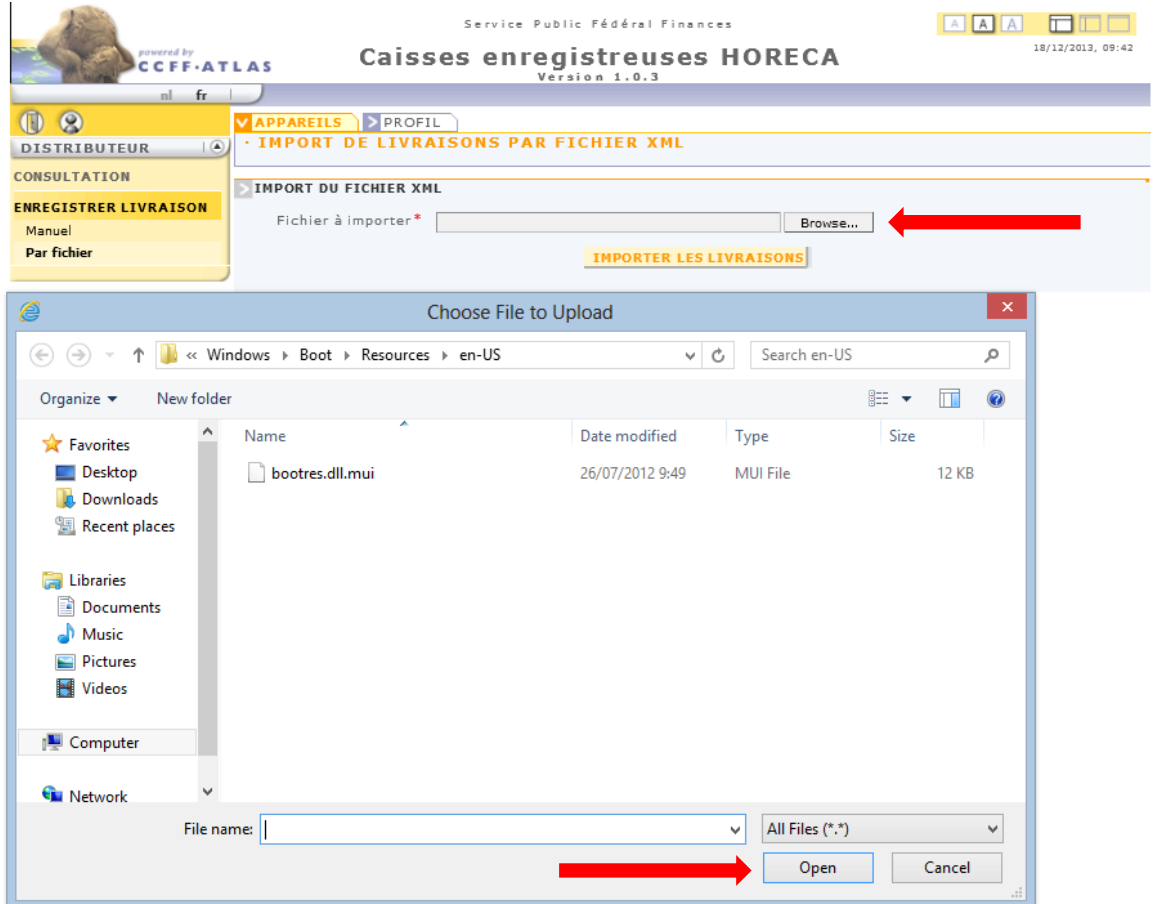 Service Public Fédéral Finances
A A A
powered by
CCFF·ATLAS
Caisses enregistreuses HORECA
Version 1.0.3
18/12/2013, 09:42
nl fr
APPAREILS PROFIL
DISTRIBUTEUR
· IMPORT DE LIVRAISONS PAR FICHIER XML
CONSULTATION
IMPORT DU FICHIER XML
ENREGISTRER LIVRAISON
Fichier à importer* Browse...
Manuel
Par fichier
IMPORTER LES LIVRAISONS
Choose File to Upload
« Windows Boot Resources en-US Search en-US
Organize New folder
Name Date modified Type Size
Favorites
Desktop
bootres.dll.mui 26/07/2012 9:49 MUI File 12 KB
Downloads
Recent places
Libraries
Documents
Music
Pictures
Videos
Computer
Network
File name: All Files (*.*)
Open Cancel